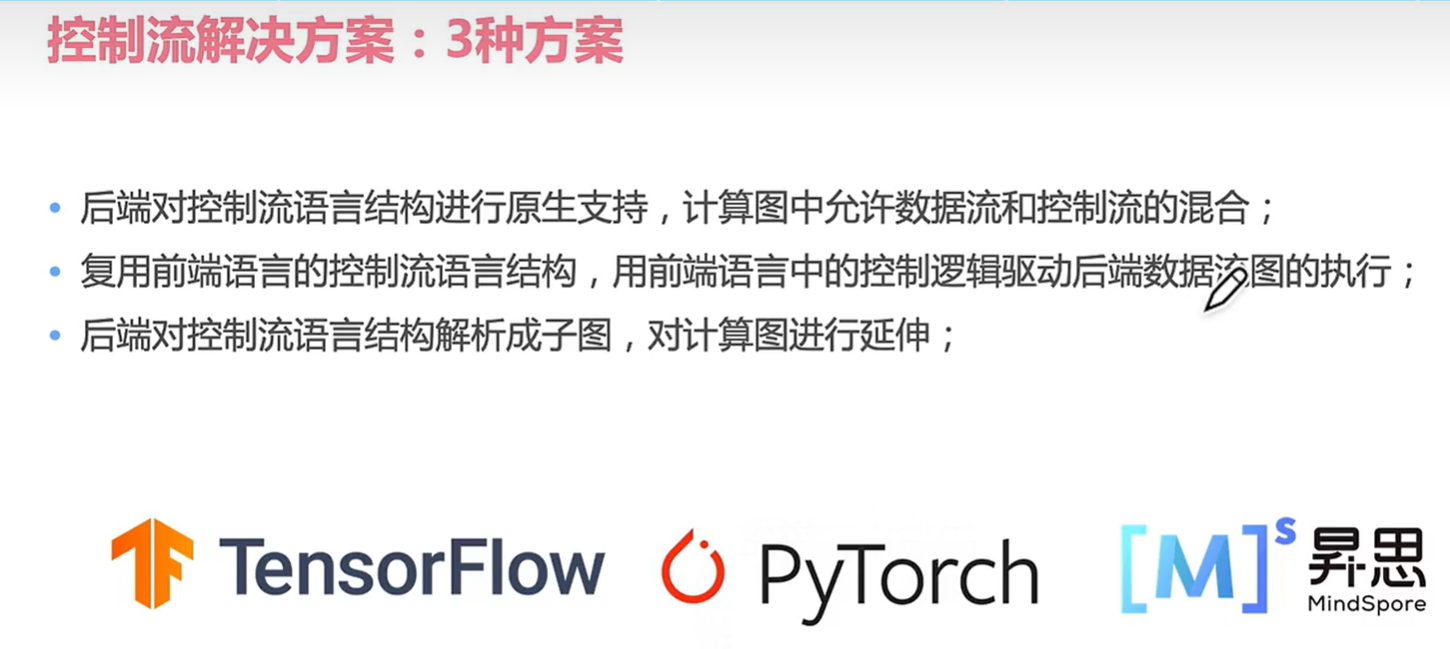 控制流解决方案：3种方案
• 后端对控制流语言结构进行原生支持，计算图中允许数据流和控制流的混合；
• 复用前端语言的控制流语言结构，用前端语言中的控制逻辑驱动后端数据流图的执行；
• 后端对控制流语言结构解析成子图，对计算图进行延伸；
TensorFlow
PyTorch
[M]s 昇思
MindSpore